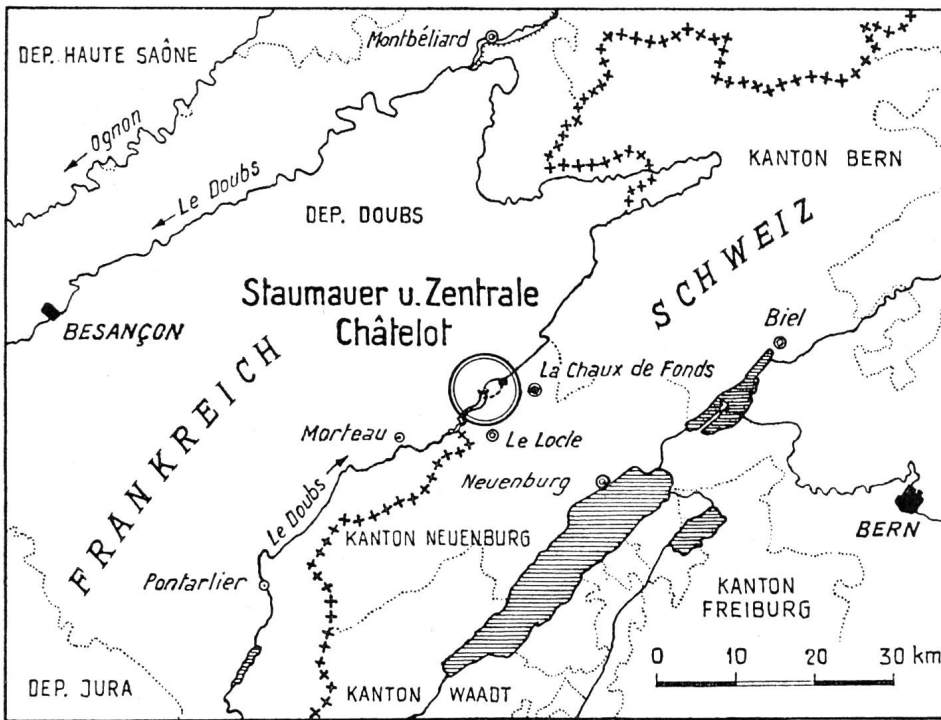 DEP. HAUTE SAÔNE
Montbéliard
Ognon
Le Doubs
KANTON BERN
DEP. DOUBS
SCHWEIZ
Staumauer u. Zentrale
Châtelot
BESANÇON
Biel
FRANKREICH
La Chaux de Fonds
Morteau
Le Locle
Neuenburg
Le Doubs
KANTON NEUENBURG
BERN
Pontarlier
KANTON
FREIBURG
0 10 20 30 km
DEP. JURA
KANTON WAADT